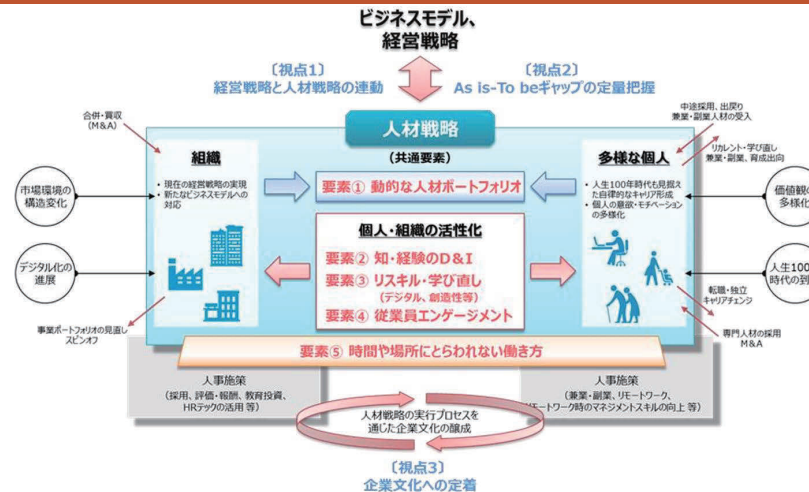 ビジネスモデル、
経営戦略
〔視点1〕
経営戦略と人材戦略の連動
〔視点2〕
As is-To beギャップの定量把握
合併・買収
(M&A)
中途採用、出戻り
兼業・副業人材の受入
リカレント・学び直し
兼業・副業、育成出向
人材戦略
(共通要素)
組織
・現在の経営戦略の実現
・新たなビジネスモデルへの
対応
要素① 動的な人材ポートフォリオ
多様な個人
・人生100年時代も見据え
た自律的なキャリア形成
・個人の意欲・モチベーション
の多様化
市場環境の
構造変化
デジタル化の
進展
価値観の
多様化
人生100
時代の到
個人・組織の活性化
要素② 知・経験のD&I
要素③ リスキル・学び直し
(デジタル、創造性等)
要素④ 従業員エンゲージメント
転職・独立
キャリアチェンジ
専門人材の採用
M&A
事業ポートフォリオの見直し
スピンオフ
要素⑤ 時間や場所にとらわれない働き方
人事施策
(採用、評価・報酬、教育投資、
HRテックの活用 等)
人事施策
(兼業・副業、リモートワーク、
リモートワーク時のマネジメントスキルの向上 等)
人材戦略の実行プロセスを
通じた企業文化の醸成
〔視点3〕
企業文化への定着